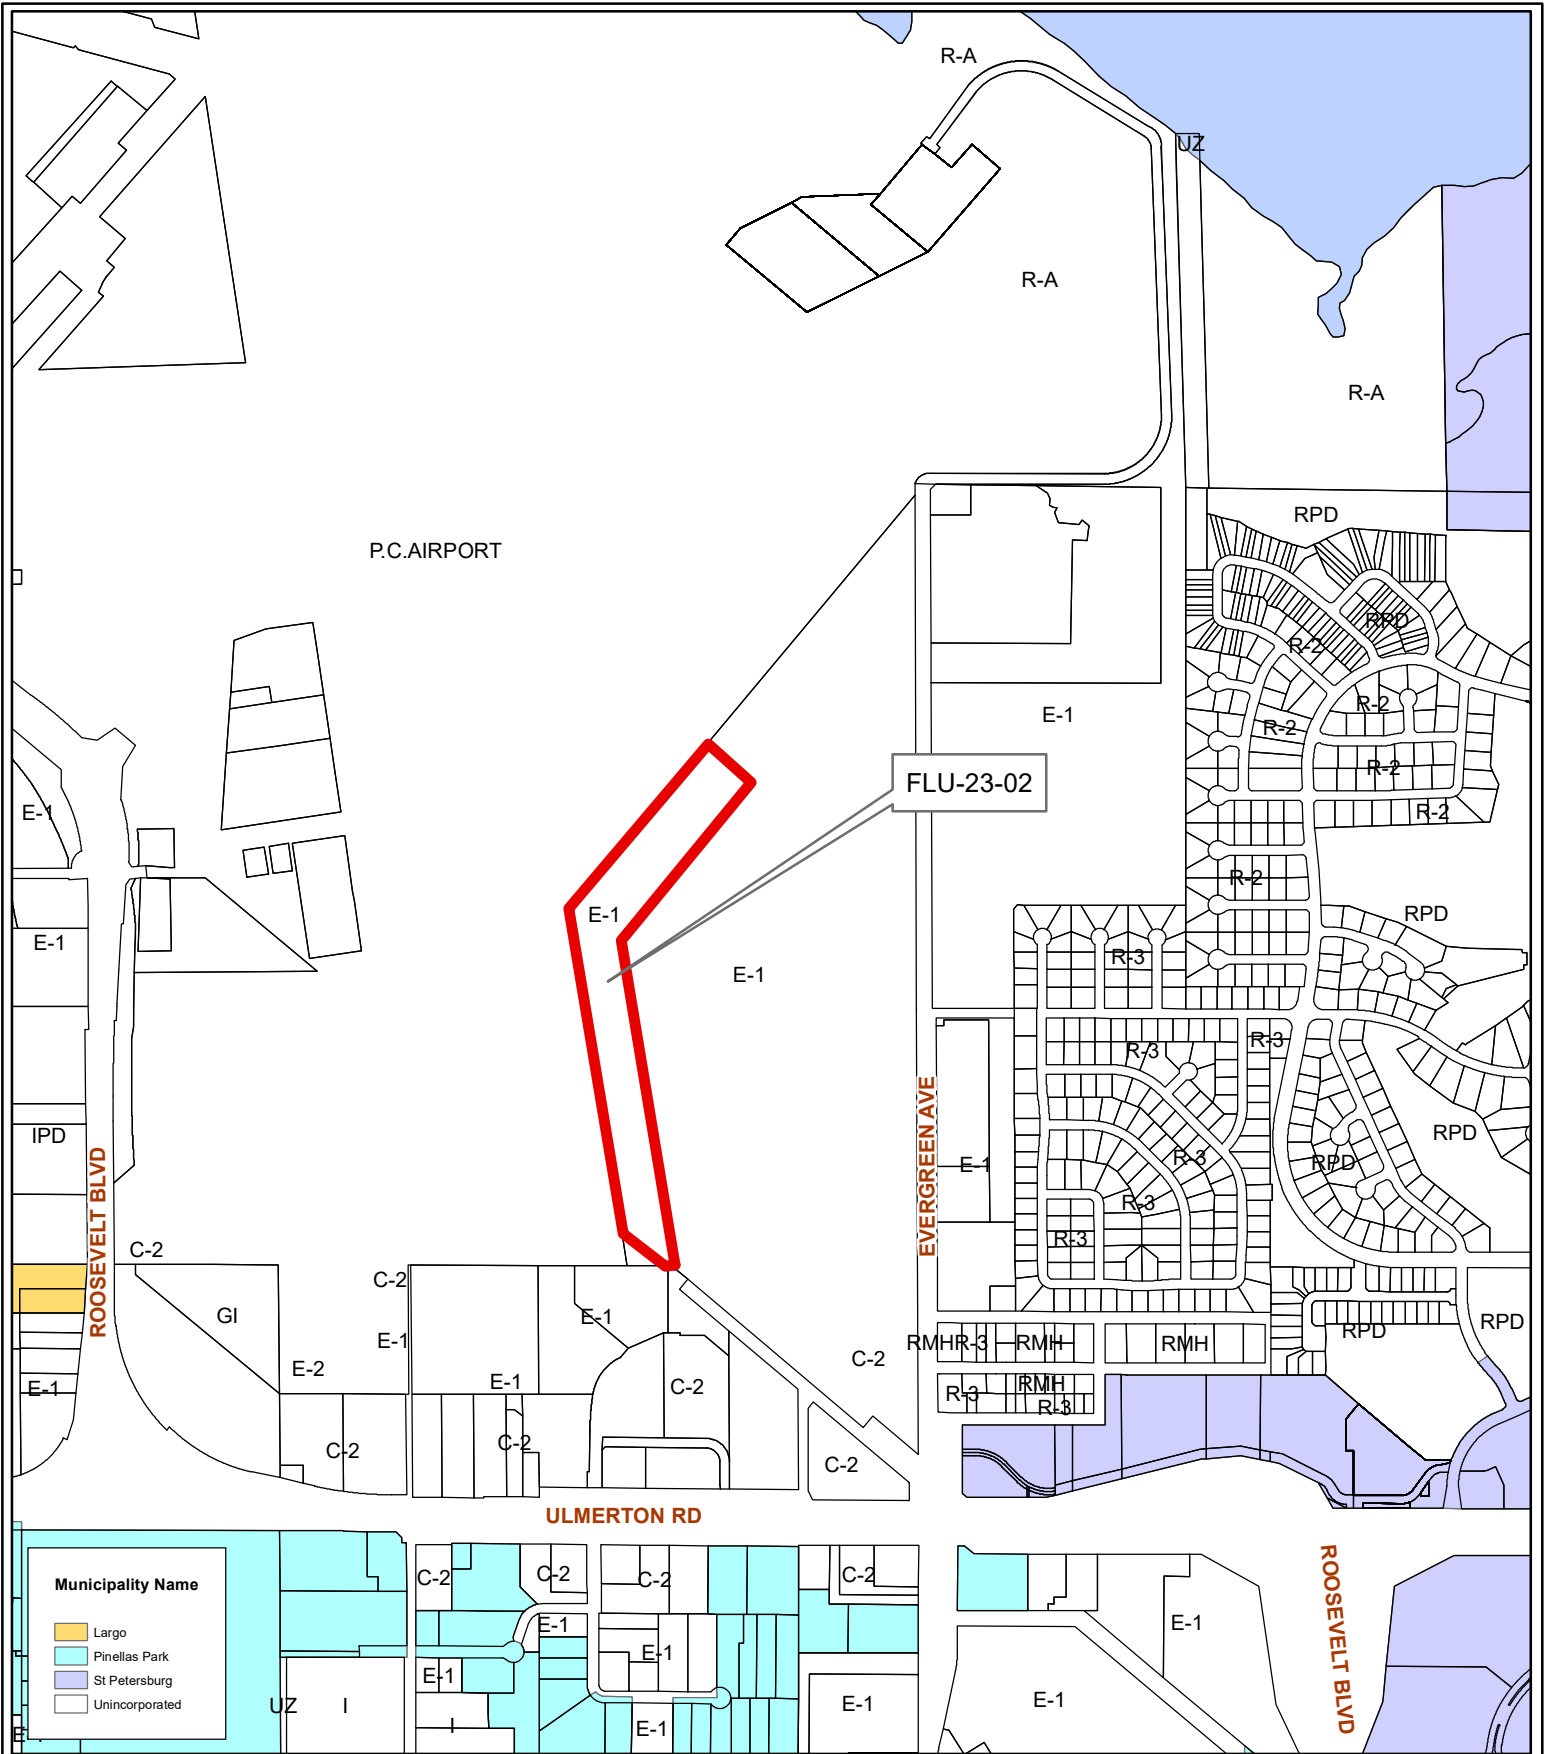 R-A
UZ
R-A
R-A
RPD
P.C.AIRPORT
RPD
R-2
R-2
E-1
R-2
R-2
FLU-23-02
E-1
R-2
R-2
E-1
RPD
E-1
R-3
E-1
R-3
R-3
EVERGREEN AVE
IPD
RPD
R-3
RPD
E-1
R-3
ROOSEVELT BLVD
R-3
C-2
C-2
GI
E-1
RPD
RPD
E-1
RMH
R-3
RMH
RMH
C-2
E-2
E-1
RMH
E-1
C-2
R-3
R-3
C-2
C-2
C-2
ULMERTON RD
C-2
C-2
C-2
C-2
ROOSEVELT BLVD
Municipality Name
Largo
Pinellas Park
St Petersburg
Unincorporated
E-1
E-1
E-1
E-1
UZ
I
I
E-1
E-1
E-1